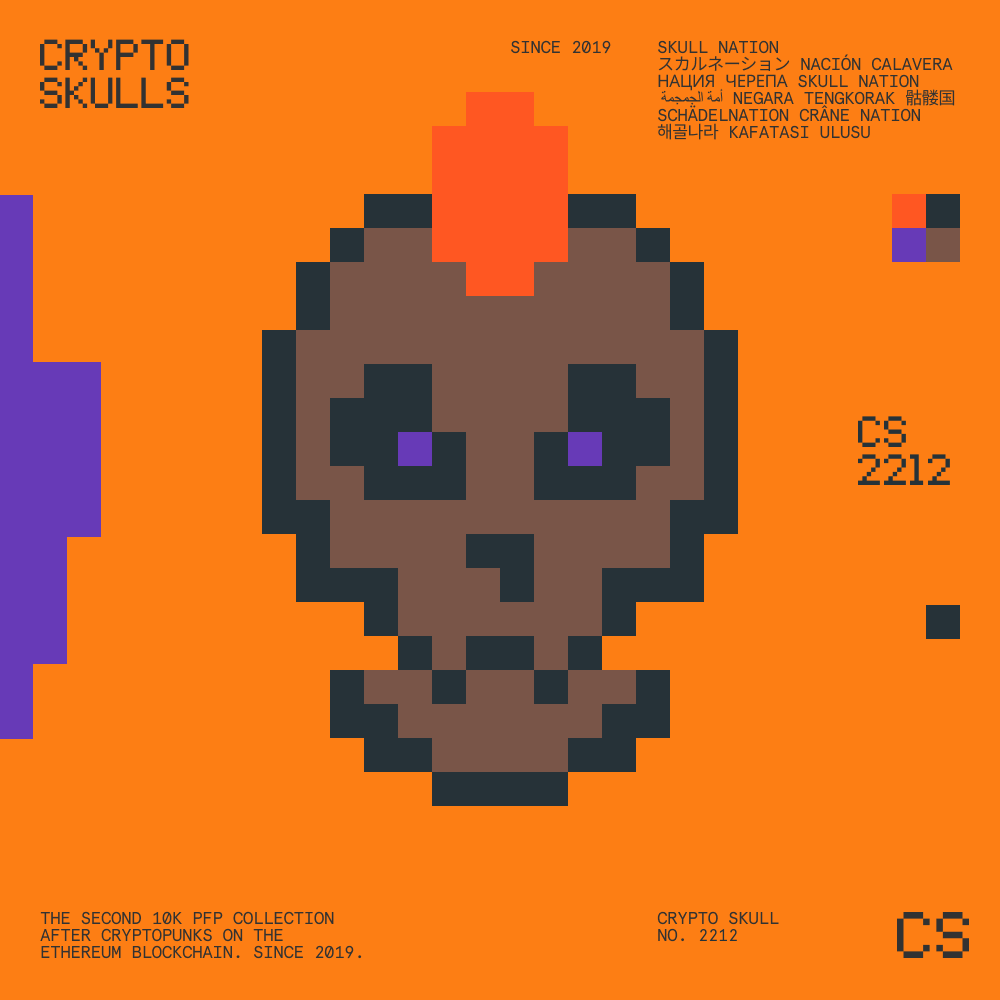 CRYPTO
SKULLS
SINCE 2019
SKULL NATION
スカルネーション NACIÓN CALAVERA
НАЦИЯ ЧЕРЕПА SKULL NATION
أمة الجمجمة NEGARA TENGKORAK 骷髅国
SCHÄDELNATION CRÂNE NATION
해골나라 KAFATASI ULUSU
CS
2212
THE SECOND 10K PFP COLLECTION
AFTER CRYPTOPUNKS ON THE
ETHEREUM BLOCKCHAIN. SINCE 2019.
CRYPTO SKULL
NO. 2212
CS